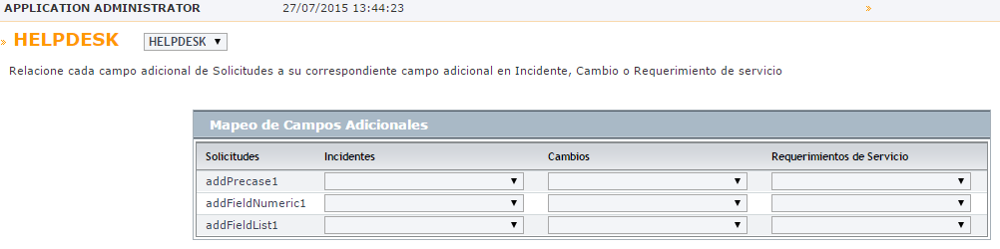 APPLICATION ADMINISTRATOR 27/07/2015 13:44:23 »
» HELPDESK HELPDESK ▼
Relacione cada campo adicional de Solicitudes a su correspondiente campo adicional en Incidente, Cambio o Requerimiento de servicio
Mapeo de Campos Adicionales
Solicitudes Incidentes Cambios Requerimientos de Servicio
addPrecase1
addFieldNumeric1
addFieldList1